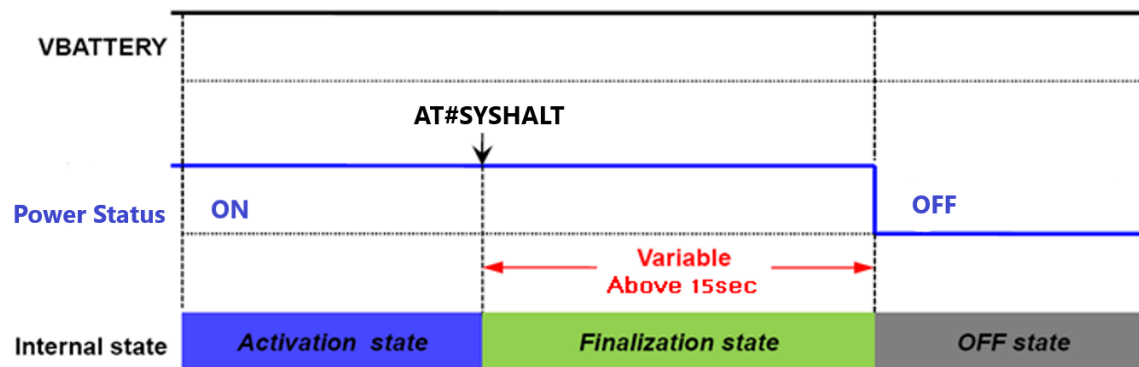 VBATTERY
AT#SYSHALT
Power Status
ON
OFF
Variable
Above 15sec
Internal state
Activation state
Finalization state
OFF state